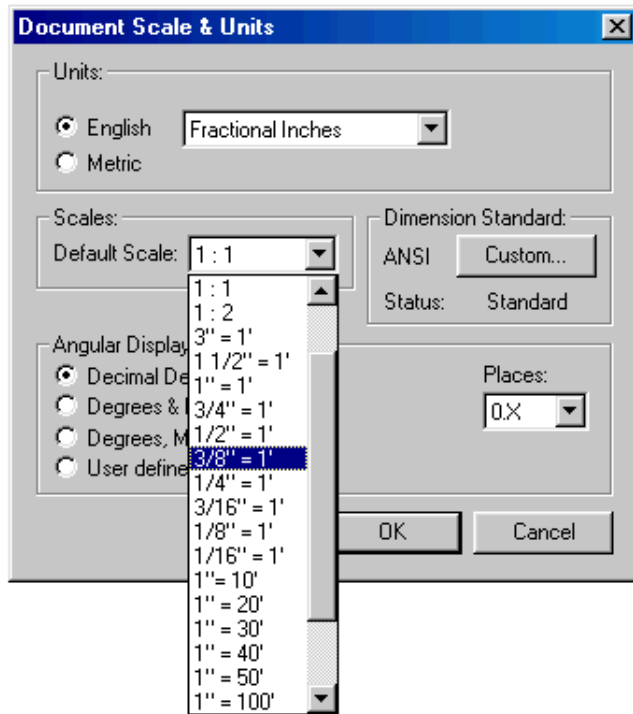 Document Scale & Units
Units:
English Fractional Inches
Metric
Scales:
Default Scale: 1 : 1
Dimension Standard:
ANSI Custom...
Status: Standard
1 : 1
1 : 2
3" = 1'
1 1/2" = 1'
1" = 1'
3/4" = 1'
1/2" = 1'
3/8" = 1'
1/4" = 1'
3/16" = 1'
1/8" = 1'
1/16" = 1'
1"= 10'
1" = 20'
1" = 30'
1" = 40'
1" = 50'
1" = 100'
Angular Display
Decimal De
Degrees &
Degrees, M
User define
Places:
0.X
OK Cancel